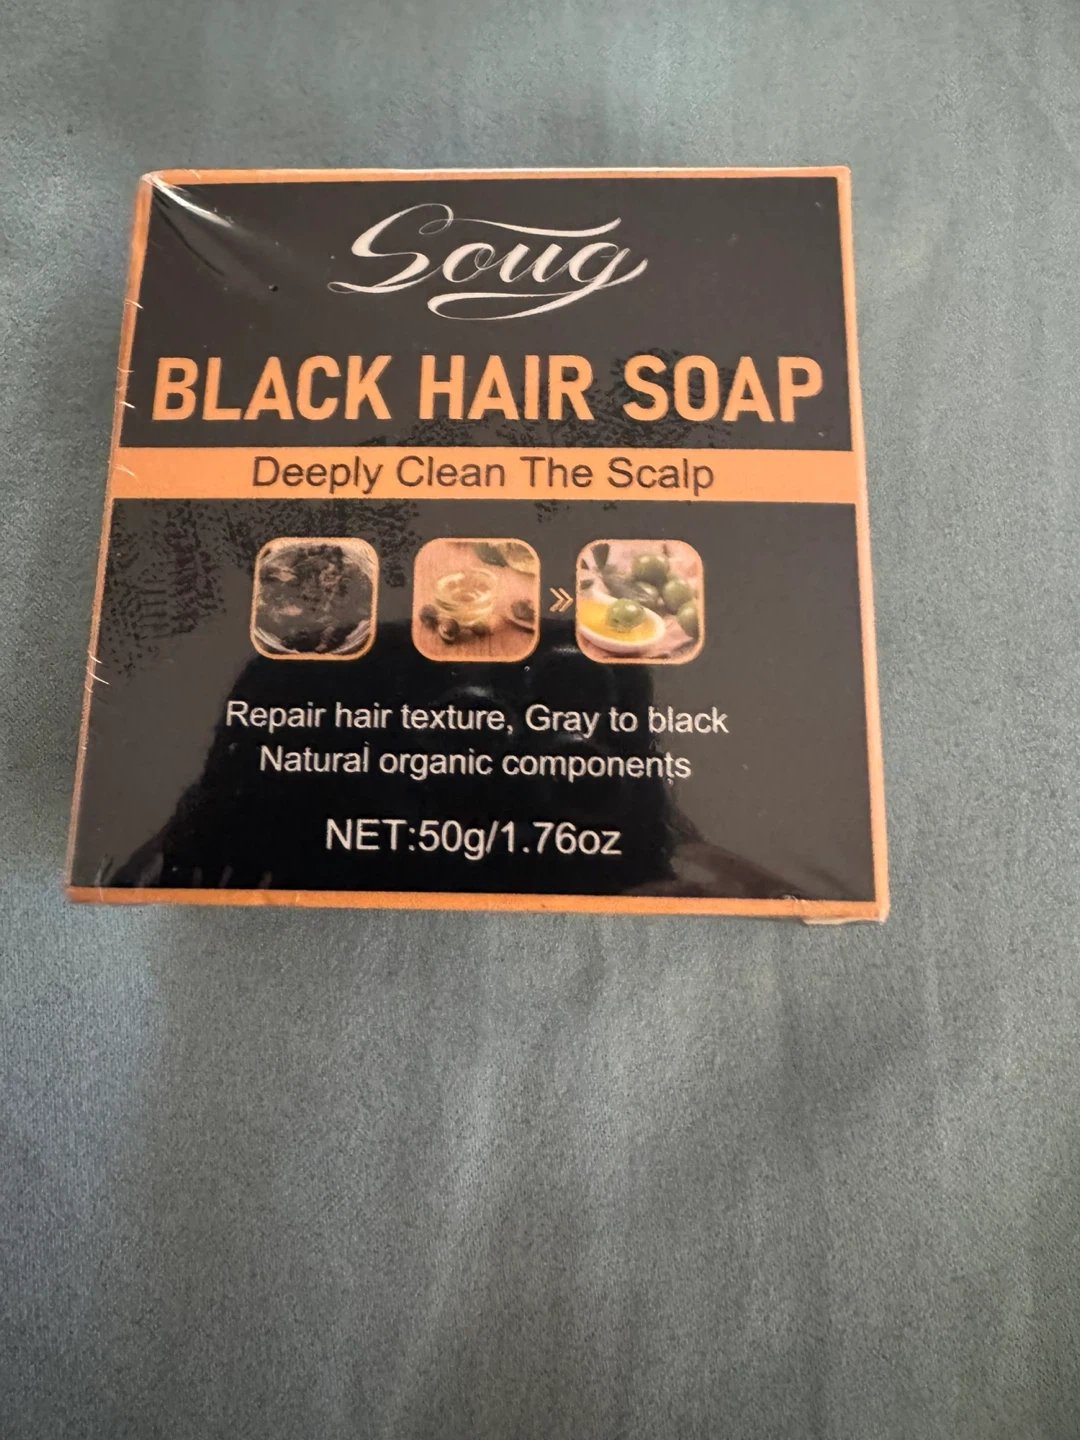 Soug
BLACK HAIR SOAP
Deeply Clean The Scalp
Repair hair texture, Gray to black
Natural organic components
NET:50g/1.76oz